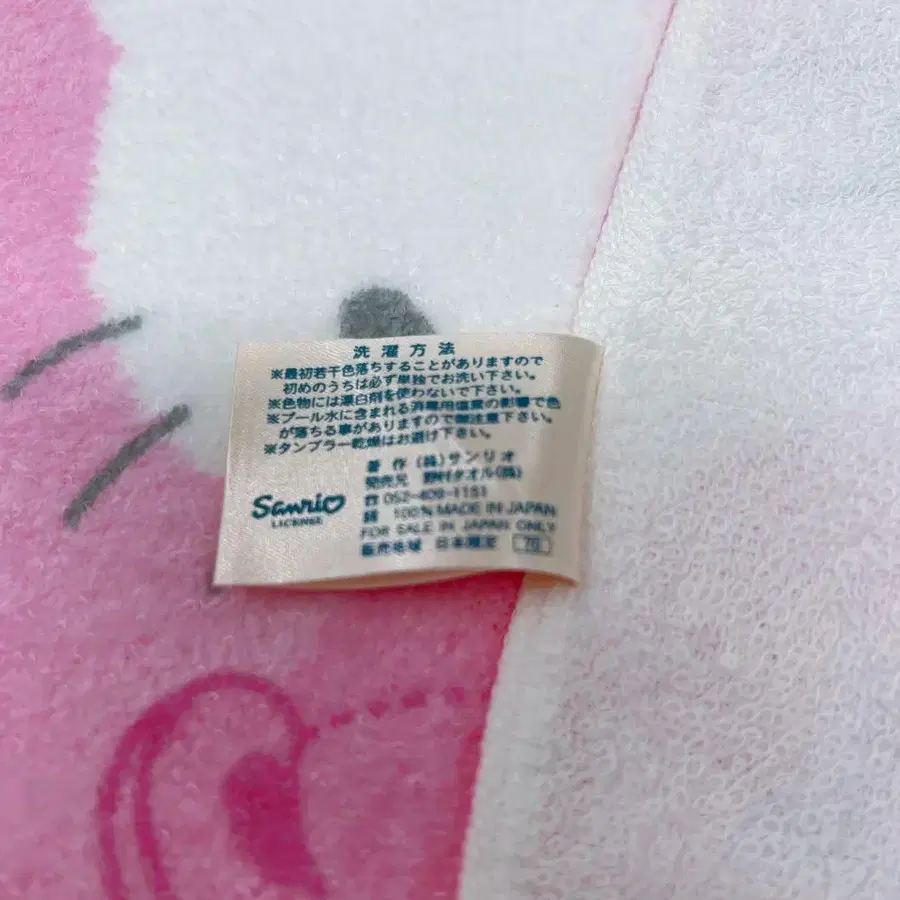 洗濯方法
※最初若干色落ちすることがありますので
初めのうちは必ず単独でお洗い下さい。
※色物には漂白剤を使わないで下さい。
※プール水に含まれる消毒用塩素の影響で色
が落ちる事がありますので御注意下さい。
※タンブラー乾燥はお避け下さい。
著作 (株)サンリオ
発売元 野村タオル(株)
Sanrio
LICENSE
☎052-409-1151
綿 100% MADE IN JAPAN
FOR SALE IN JAPAN ONLY
販売地域 日本限定 70